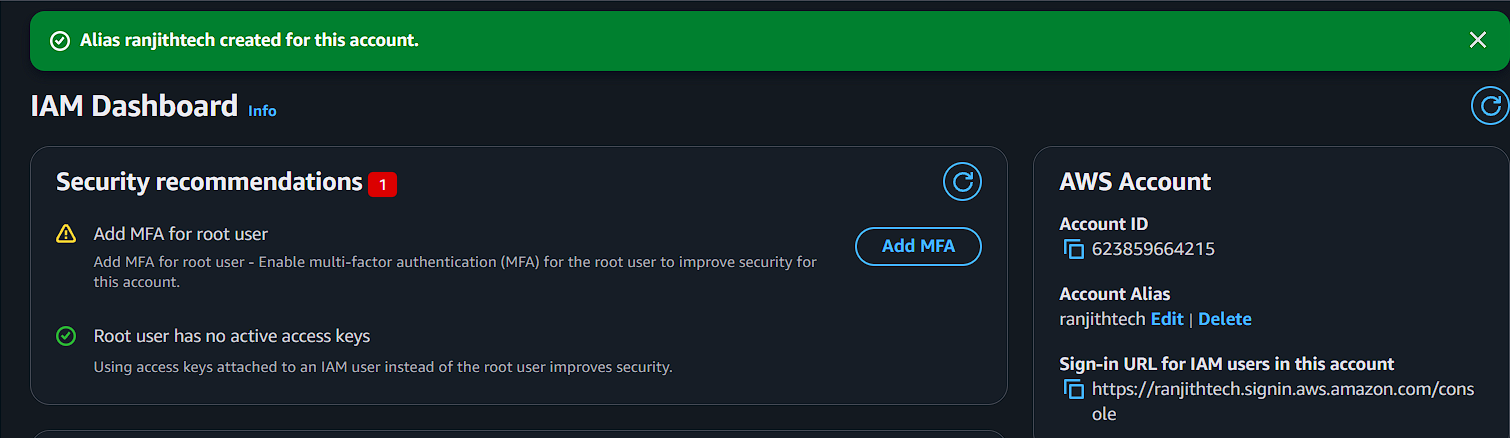 Alias ranjithtech created for this account.
IAM Dashboard Info
Security recommendations 1
Add MFA for root user
Add MFA for root user - Enable multi-factor authentication (MFA) for the root user to improve security for
this account.
Add MFA
Root user has no active access keys
Using access keys attached to an IAM user instead of the root user improves security.
AWS Account
Account ID
623859664215
Account Alias
ranjithtech Edit | Delete
Sign-in URL for IAM users in this account
https://ranjithtech.signin.aws.amazon.com/cons
ole